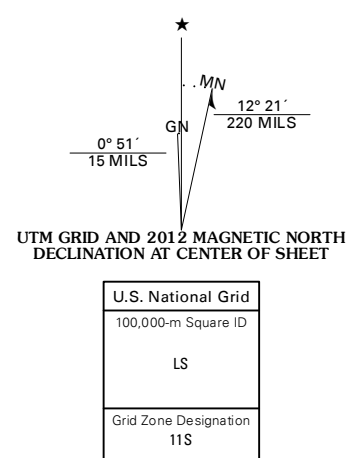 ★
MN
GN
12° 21´
220 MILS
0° 51´
15 MILS
UTM GRID AND 2012 MAGNETIC NORTH
DECLINATION AT CENTER OF SHEET
U.S. National Grid
100,000-m Square ID
LS
Grid Zone Designation
11S